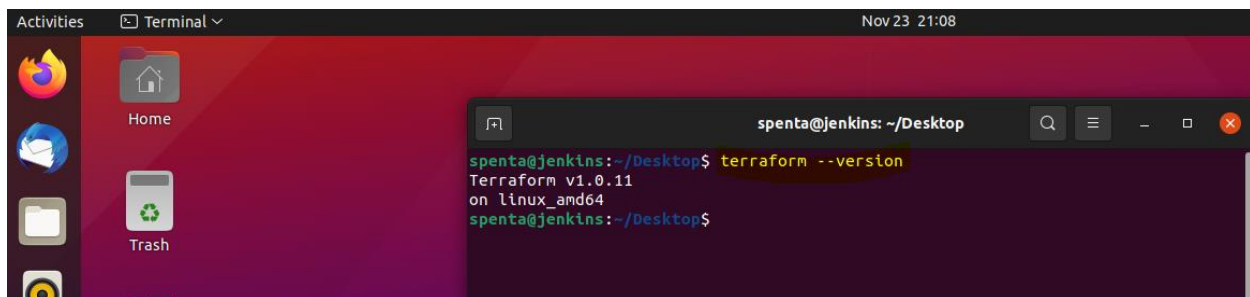 Activities Terminal Nov 23 21:08
Home
Trash
spenta@jenkins: ~/Desktop
spenta@jenkins:~/Desktop$ terraform --version
Terraform v1.0.11
on linux_amd64
spenta@jenkins:~/Desktop$